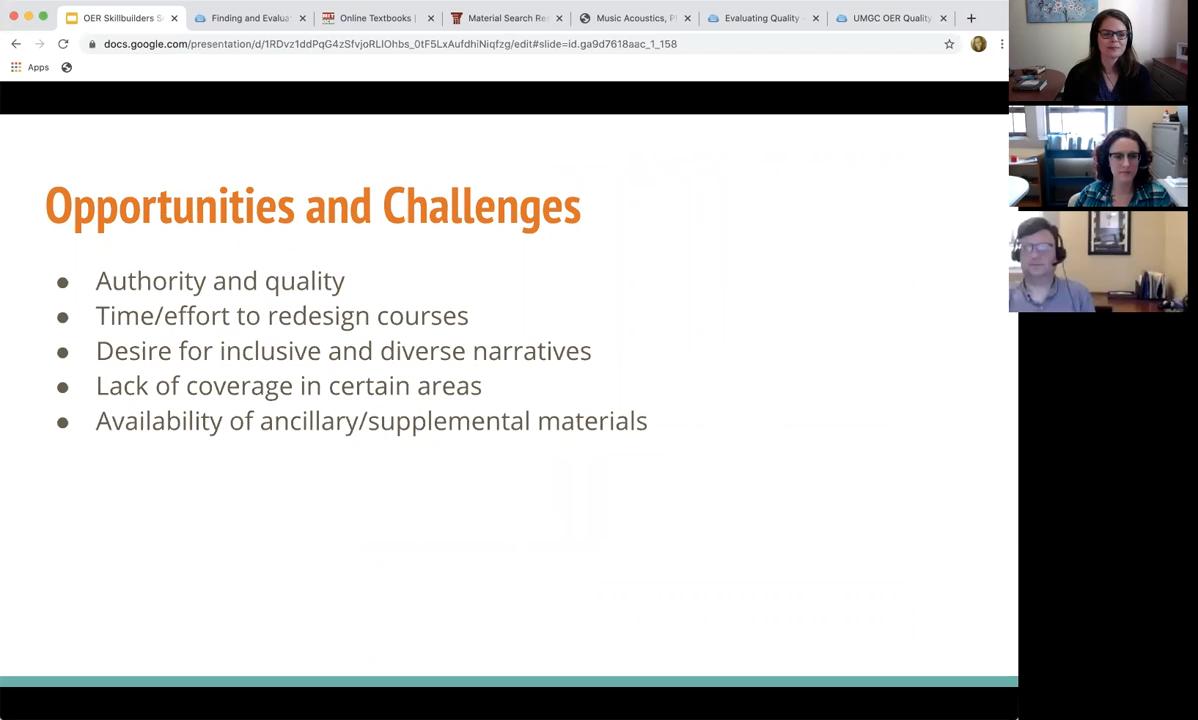 OER Skillbuilders S
Finding and Evalua
Online Textbooks |
Material Search Re
Music Acoustics, P
Evaluating Quality -
UMGC OER Quality
docs.google.com/presentation/d/1RDvz1ddPqG4zSfvjoRLIOhbs_0tF5LxAufdhiNiqfzg/edit#slide=id.ga9d7618aac_1_158
Apps
Opportunities and Challenges
● Authority and quality
● Time/effort to redesign courses
● Desire for inclusive and diverse narratives
● Lack of coverage in certain areas
● Availability of ancillary/supplemental materials